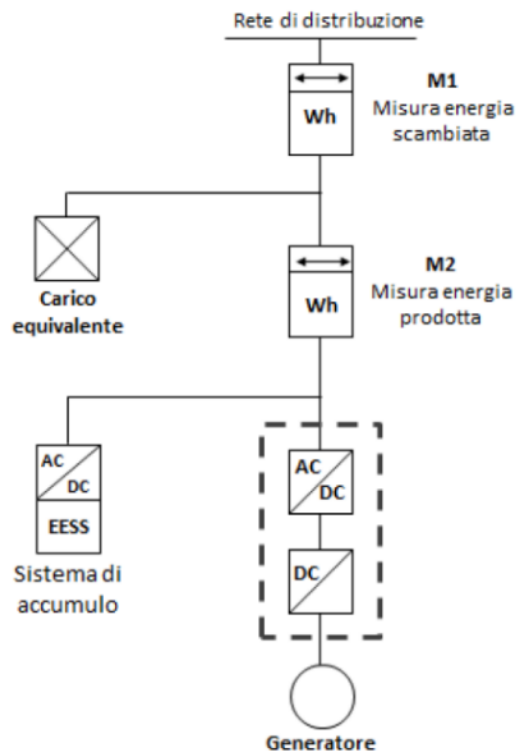 Rete di distribuzione
M1
Misura energia
scambiata
Wh
Carico
equivalente
M2
Misura energia
prodotta
Wh
AC
DC
EESS
Sistema di
accumulo
AC
DC
DC
Generatore